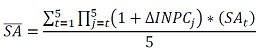 $\overline{SA} = \frac{\sum_{t=1}^{5} \prod_{j=t}^{5} (1 + \Delta INPC_j) * (SA_t)}{5}$